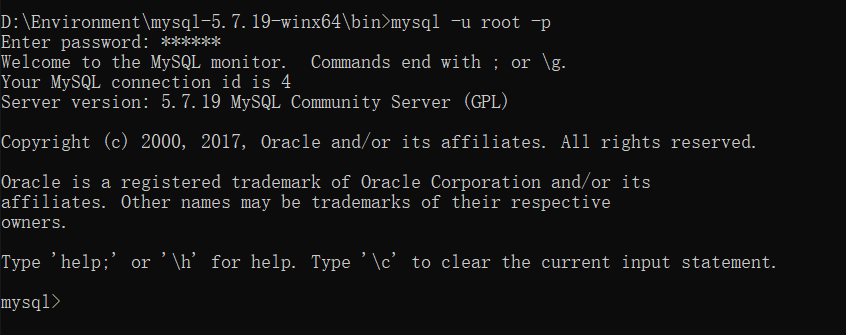 D:\Environment\mysql-5.7.19-winx64\bin>mysql -u root -p
Enter password: ******
Welcome to the MySQL monitor.  Commands end with ; or \g.
Your MySQL connection id is 4
Server version: 5.7.19 MySQL Community Server (GPL)
Copyright (c) 2000, 2017, Oracle and/or its affiliates. All rights reserved.
Oracle is a registered trademark of Oracle Corporation and/or its
affiliates. Other names may be trademarks of their respective
owners.
Type 'help;' or '\h' for help. Type '\c' to clear the current input statement.
mysql>